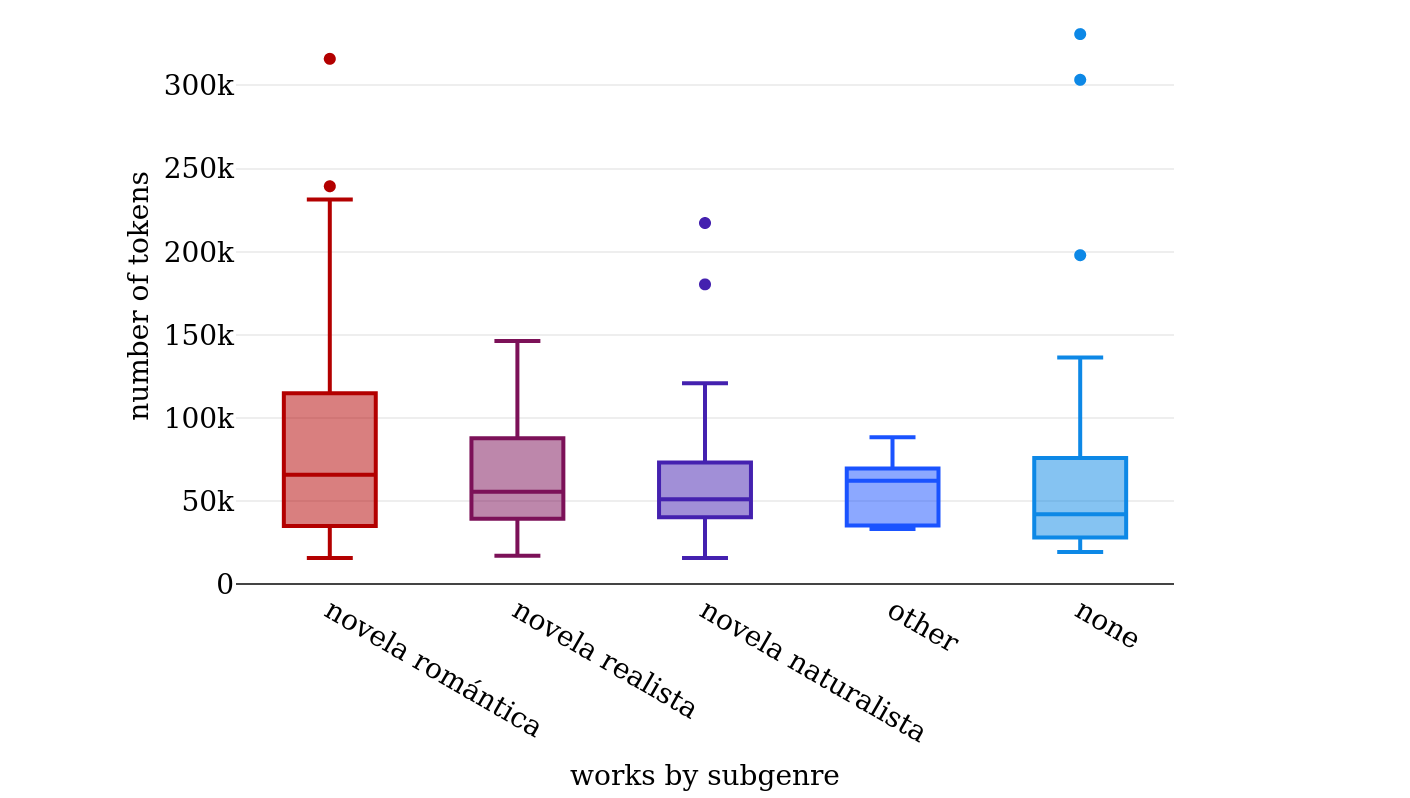 300k
250k
200k
150k
100k
50k
0
number of tokens
novela romántica
novela realista
novela naturalista
other
none
works by subgenre